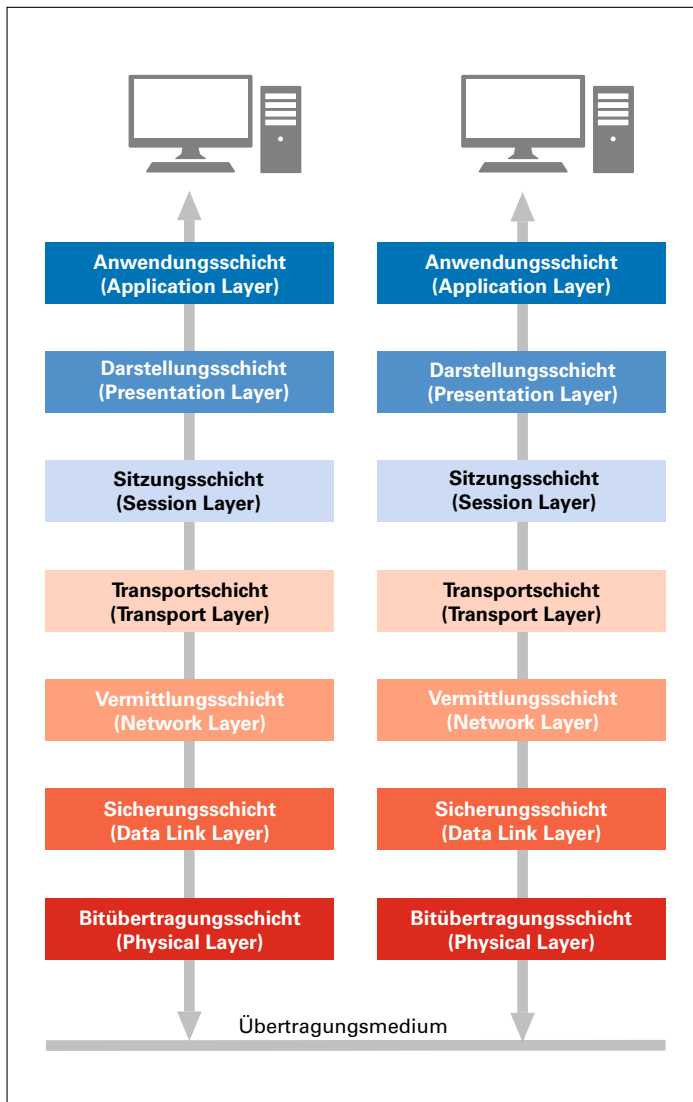 Anwendungsschicht
(Application Layer)
Anwendungsschicht
(Application Layer)
Darstellungsschicht
(Presentation Layer)
Darstellungsschicht
(Presentation Layer)
Sitzungsschicht
(Session Layer)
Sitzungsschicht
(Session Layer)
Transportschicht
(Transport Layer)
Transportschicht
(Transport Layer)
Vermittlungsschicht
(Network Layer)
Vermittlungsschicht
(Network Layer)
Sicherungsschicht
(Data Link Layer)
Sicherungsschicht
(Data Link Layer)
Bitübertragungsschicht
(Physical Layer)
Bitübertragungsschicht
(Physical Layer)
Übertragungsmedium